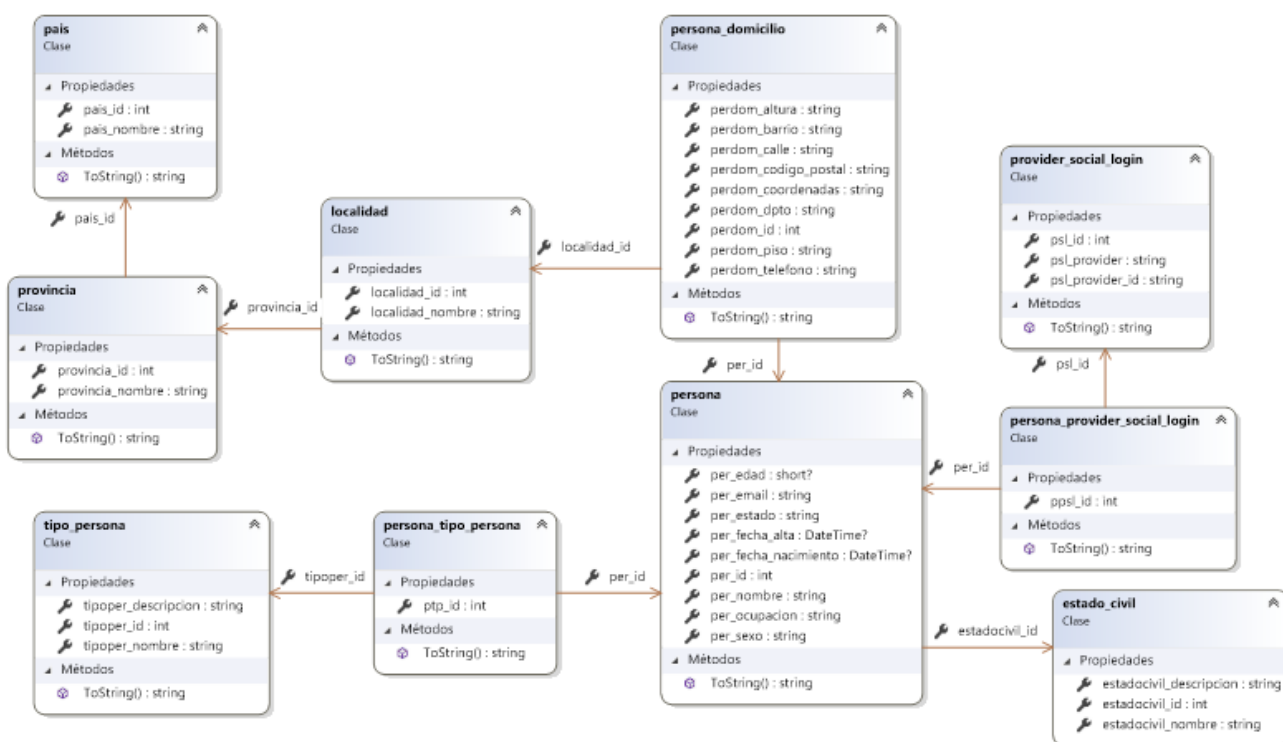 pais
Clase
Propiedades
pais_id : int
pais_nombre : string
Métodos
ToString() : string
pais_id
provincia
Clase
Propiedades
provincia_id : int
provincia_nombre : string
Métodos
ToString() : string
provincia_id
localidad
Clase
Propiedades
localidad_id : int
localidad_nombre : string
Métodos
ToString() : string
localidad_id
persona_domicilio
Clase
Propiedades
perdom_altura : string
perdom_barrio : string
perdom_calle : string
perdom_codigo_postal : string
perdom_coordenadas : string
perdom_dpto : string
perdom_id : int
perdom_piso : string
perdom_telefono : string
Métodos
ToString() : string
per_id
provider_social_login
Clase
Propiedades
psl_id : int
psl_provider : string
psl_provider_id : string
Métodos
ToString() : string
psl_id
persona_provider_social_login
Clase
Propiedades
ppsl_id : int
Métodos
ToString() : string
per_id
persona
Clase
Propiedades
per_edad : short?
per_email : string
per_estado : string
per_fecha_alta : DateTime?
per_fecha_nacimiento : DateTime?
per_id : int
per_nombre : string
per_ocupacion : string
per_sexo : string
Métodos
ToString() : string
tipo_persona
Clase
Propiedades
tipoper_descripcion : string
tipoper_id : int
tipoper_nombre : string
Métodos
ToString() : string
tipoper_id
persona_tipo_persona
Clase
Propiedades
ptp_id : int
Métodos
ToString() : string
per_id
estadocivil_id
estado_civil
Clase
Propiedades
estadocivil_descripcion : string
estadocivil_id : int
estadocivil_nombre : string